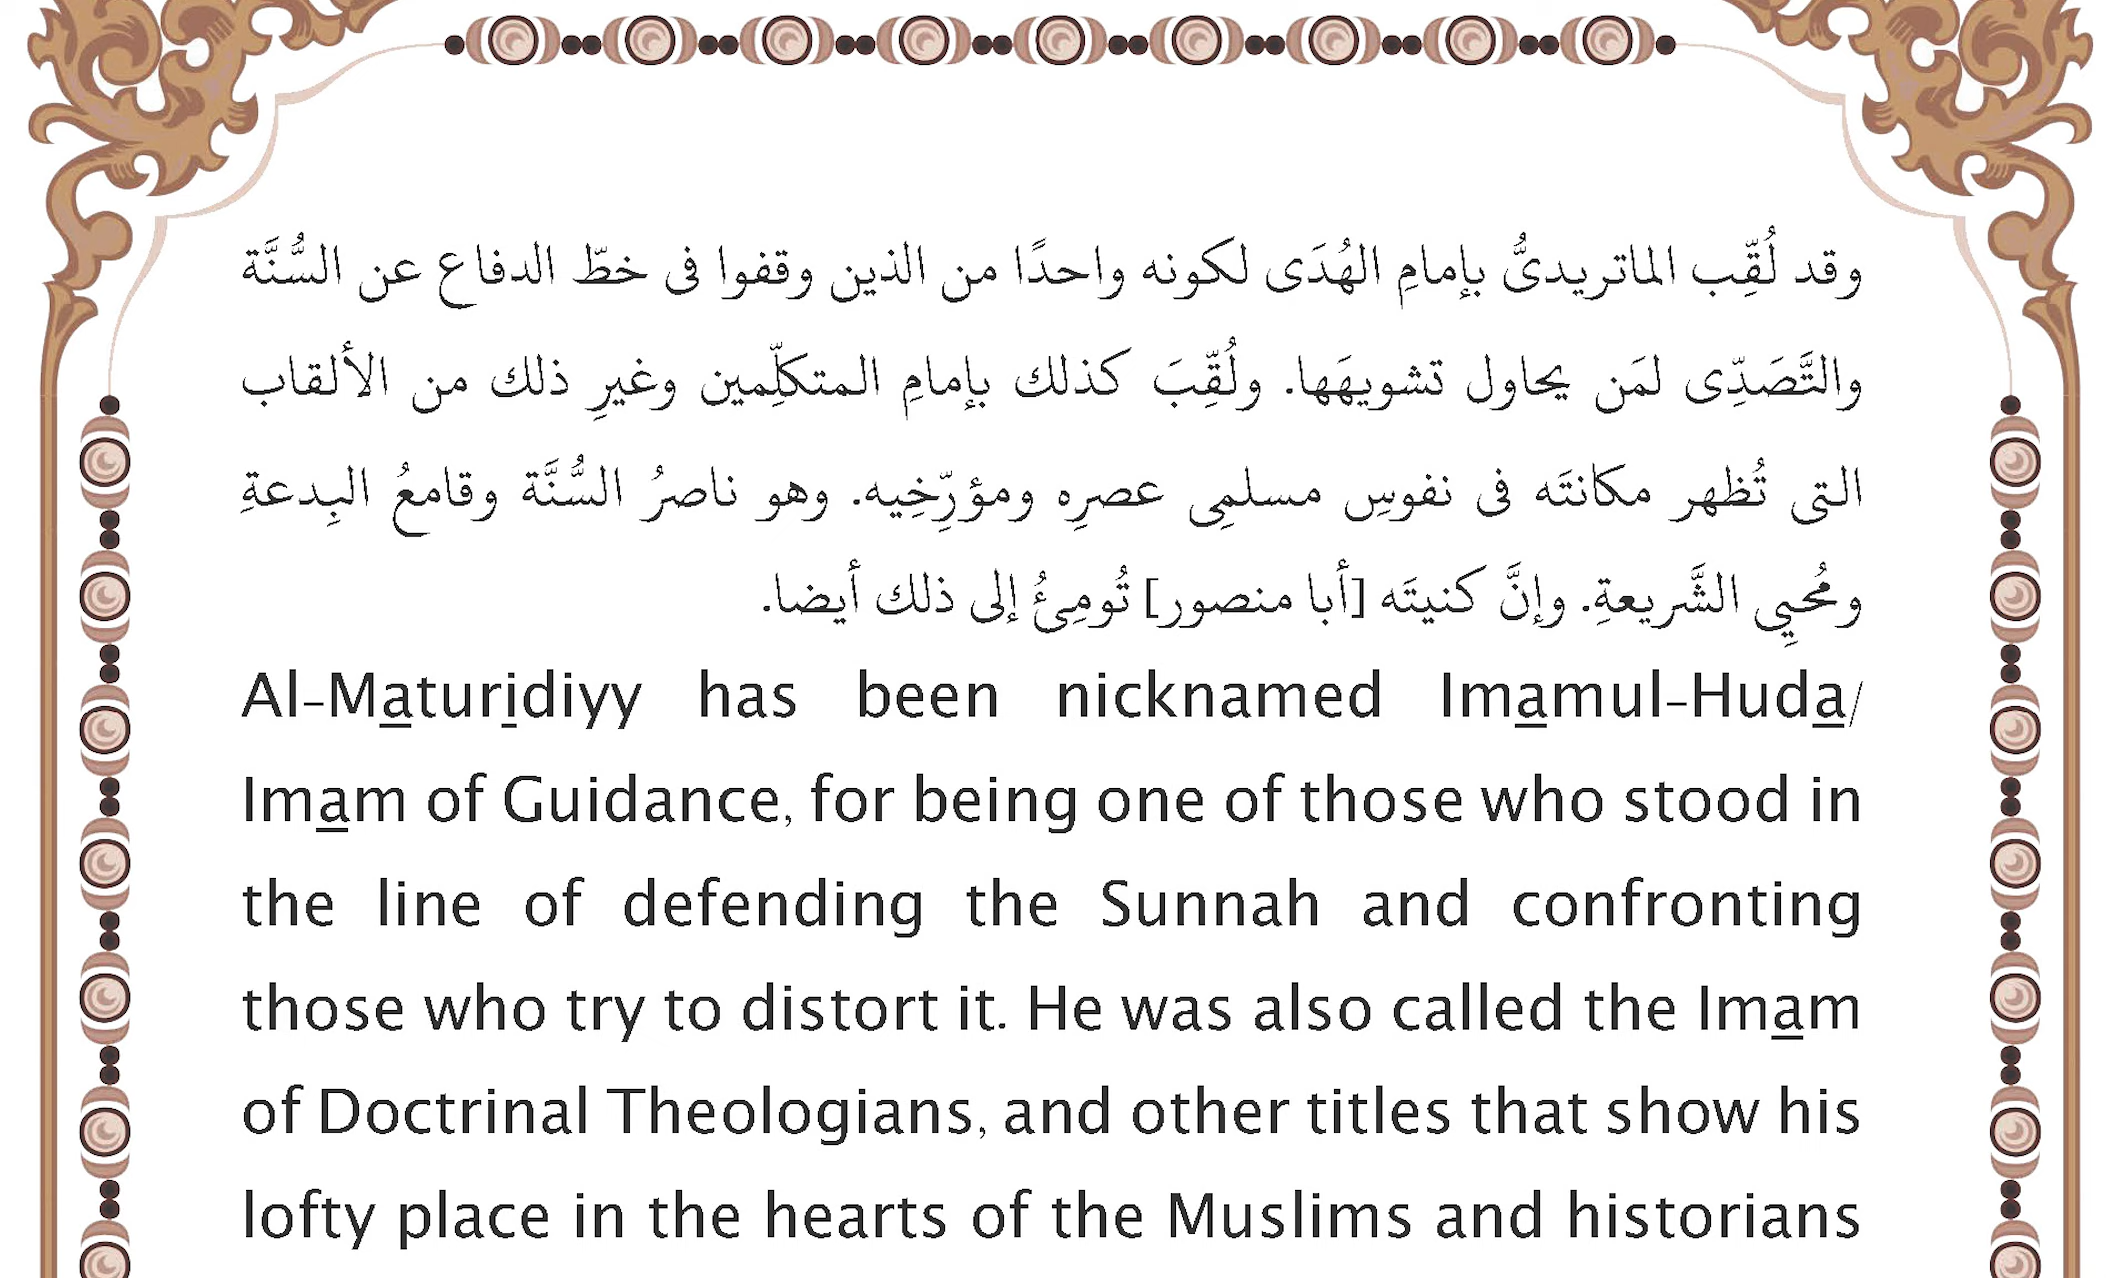 وقد لُقِّب الماتريدىُّ بإمامِ الهُدَى لكونه واحدًا من الذين وقفوا فى خطّ الدفاع عن السُّنَّة
والتَّصَدِّى لمَن يحاول تشويهَها. ولُقِّبَ كذلك بإمامِ المتكلِّمين وغيرِ ذلك من الألقاب
التى تُظهر مكانتَه فى نفوسِ مسلمِى عصرِه ومؤرِّخِيه. وهو ناصرُ السُّنَّة وقامعُ البِدعةِ
ومُحيِي الشَّريعةِ. وإنَّ كنيتَه [أبا منصور] تُومِئُ إلى ذلك أيضا.
Al-Maturidiyy has been nicknamed Imamul-Huda/
Imam of Guidance, for being one of those who stood in
the line of defending the Sunnah and confronting
those who try to distort it. He was also called the Imam
of Doctrinal Theologians, and other titles that show his
lofty place in the hearts of the Muslims and historians